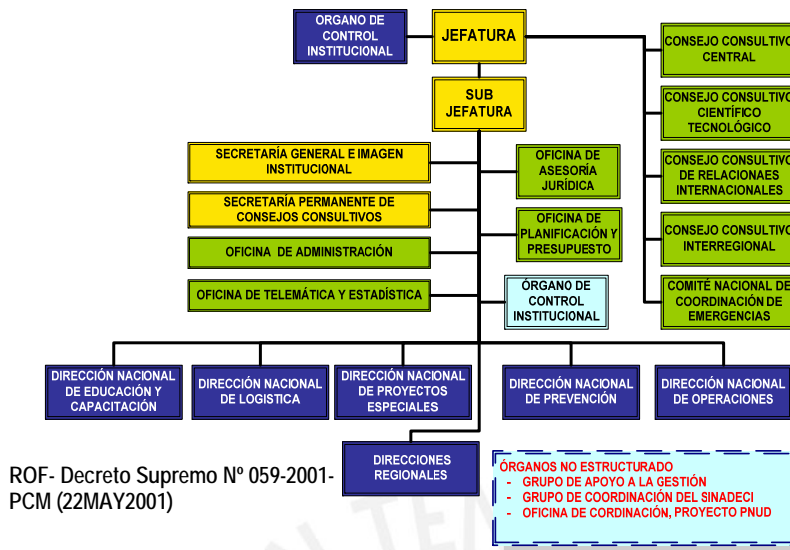 ORGANO DE
CONTROL
INSTITUCIONAL
JEFATURA
SUB
JEFATURA
CONSEJO CONSULTIVO
CENTRAL
CONSEJO CONSULTIVO
CIENTÍFICO
TECNOLÓGICO
CONSEJO CONSULTIVO
DE RELACIONAES
INTERNACIONALES
CONSEJO CONSULTIVO
INTERREGIONAL
COMITÉ NACIONAL DE
COORDINACIÓN DE
EMERGENCIAS
SECRETARÍA GENERAL E IMAGEN
INSTITUCIONAL
SECRETARÍA PERMANENTE DE
CONSEJOS CONSULTIVOS
OFICINA DE ADMINISTRACIÓN
OFICINA DE TELEMÁTICA Y ESTADÍSTICA
OFICINA DE
ASESORÍA
JURÍDICA
OFICINA DE
PLANIFICACIÓN Y
PRESUPUESTO
ÓRGANO DE
CONTROL
INSTITUCIONAL
DIRECCIÓN NACIONAL
DE EDUCACIÓN Y
CAPACITACIÓN
DIRECCIÓN NACIONAL
DE LOGISTICA
DIRECCIÓN NACIONAL
DE PROYECTOS
ESPECIALES
DIRECCIÓN NACIONAL
DE PREVENCIÓN
DIRECCIÓN NACIONAL
DE OPERACIONES
DIRECCIONES
REGIONALES
ROF- Decreto Supremo Nº 059-2001-
PCM (22MAY2001)
ÓRGANOS NO ESTRUCTURADO
- GRUPO DE APOYO A LA GESTIÓN
- GRUPO DE COORDINACIÓN DEL SINADECI
- OFICINA DE CORDINACIÓN, PROYECTO PNUD